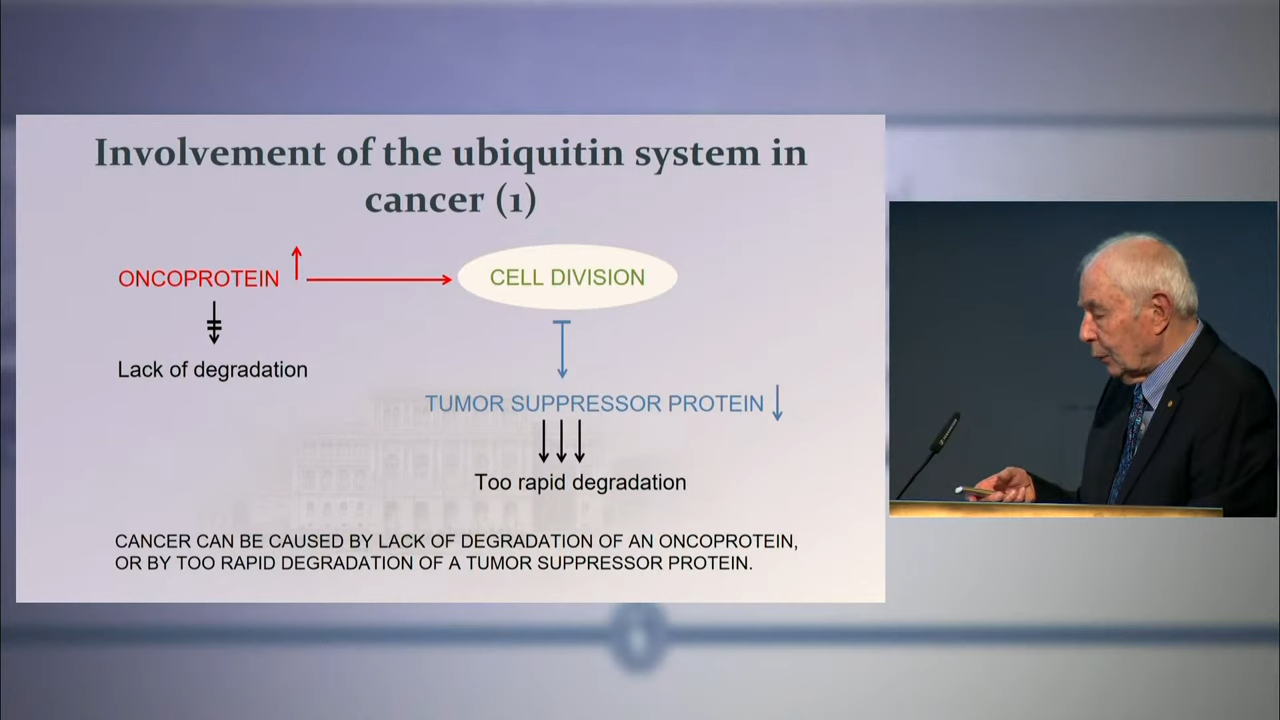 Involvement of the ubiquitin system in
cancer (1)
ONCOPROTEIN
CELL DIVISION
Lack of degradation
TUMOR SUPPRESSOR PROTEIN
Too rapid degradation
CANCER CAN BE CAUSED BY LACK OF DEGRADATION OF AN ONCOPROTEIN,
OR BY TOO RAPID DEGRADATION OF A TUMOR SUPPRESSOR PROTEIN.